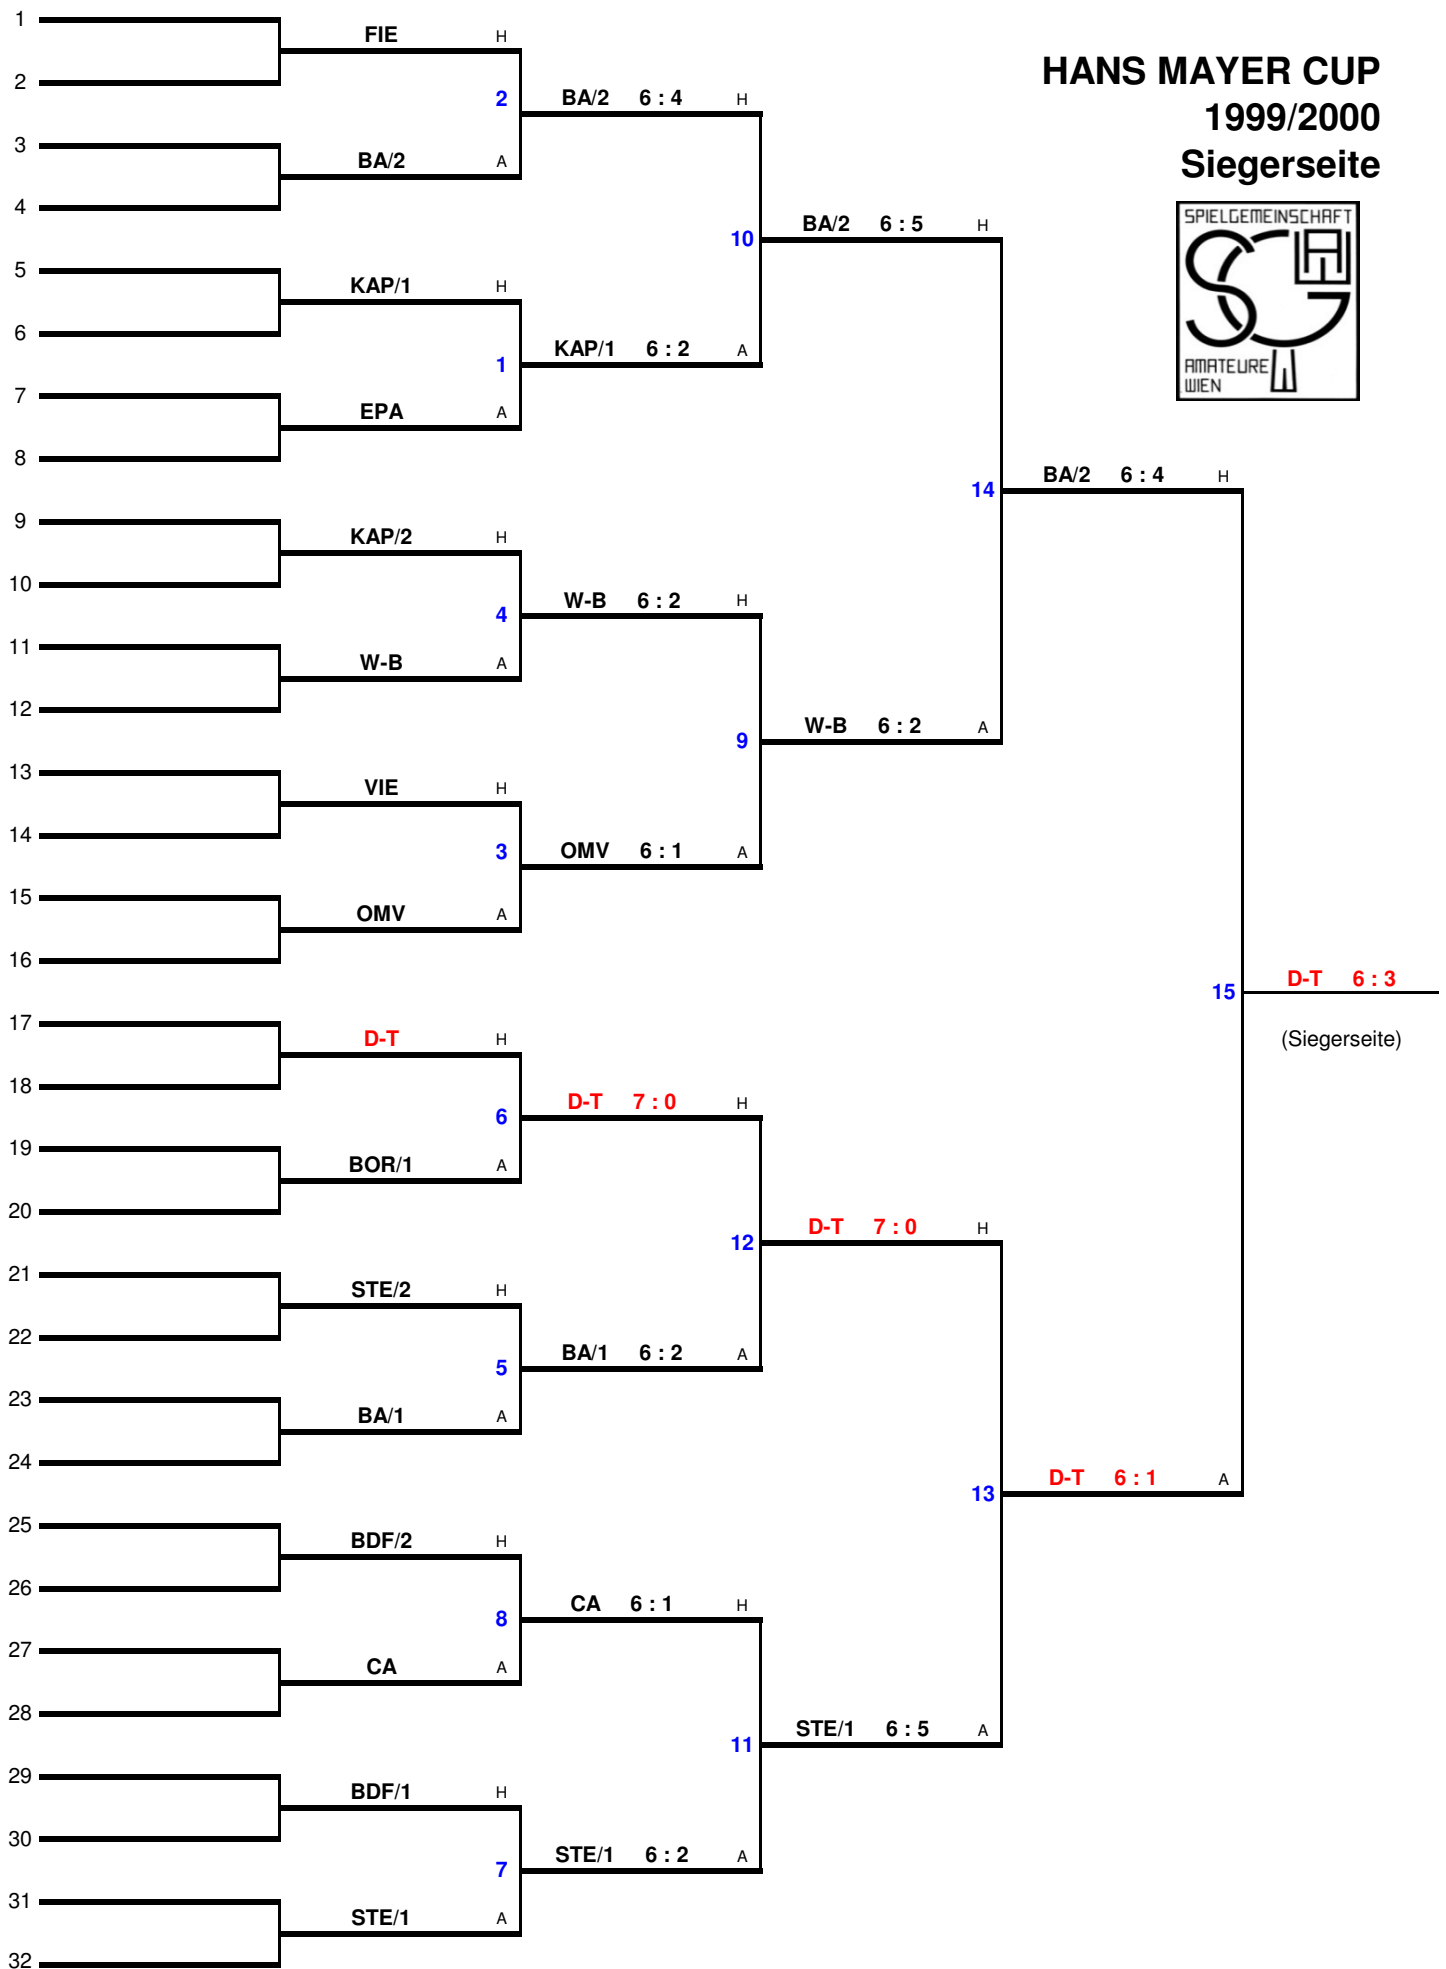 1
FIE H
HANS MAYER CUP
2
2 BA/2 6 : 4 H
1999/2000
3
BA/2 A
Siegerseite
4
SPIELGEMEINSCHAFT
SG AW
10 BA/2 6 : 5 H
5
KAP/1 H
6
1 KAP/1 6 : 2 A
AMATEURE
WIEN
7
EPA A
8
14 BA/2 6 : 4 H
9
KAP/2 H
10
4 W-B 6 : 2 H
11
W-B A
12
9 W-B 6 : 2 A
13
VIE H
14
3 OMV 6 : 1 A
15
OMV A
16
15 D-T 6 : 3
(Siegerseite)
17
D-T H
18
6 D-T 7 : 0 H
19
BOR/1 A
20
12 D-T 7 : 0 H
21
STE/2 H
22
5 BA/1 6 : 2 A
23
BA/1 A
24
13 D-T 6 : 1 A
25
BDF/2 H
26
8 CA 6 : 1 H
27
CA A
28
11 STE/1 6 : 5 A
29
BDF/1 H
30
7 STE/1 6 : 2 A
31
STE/1 A
32